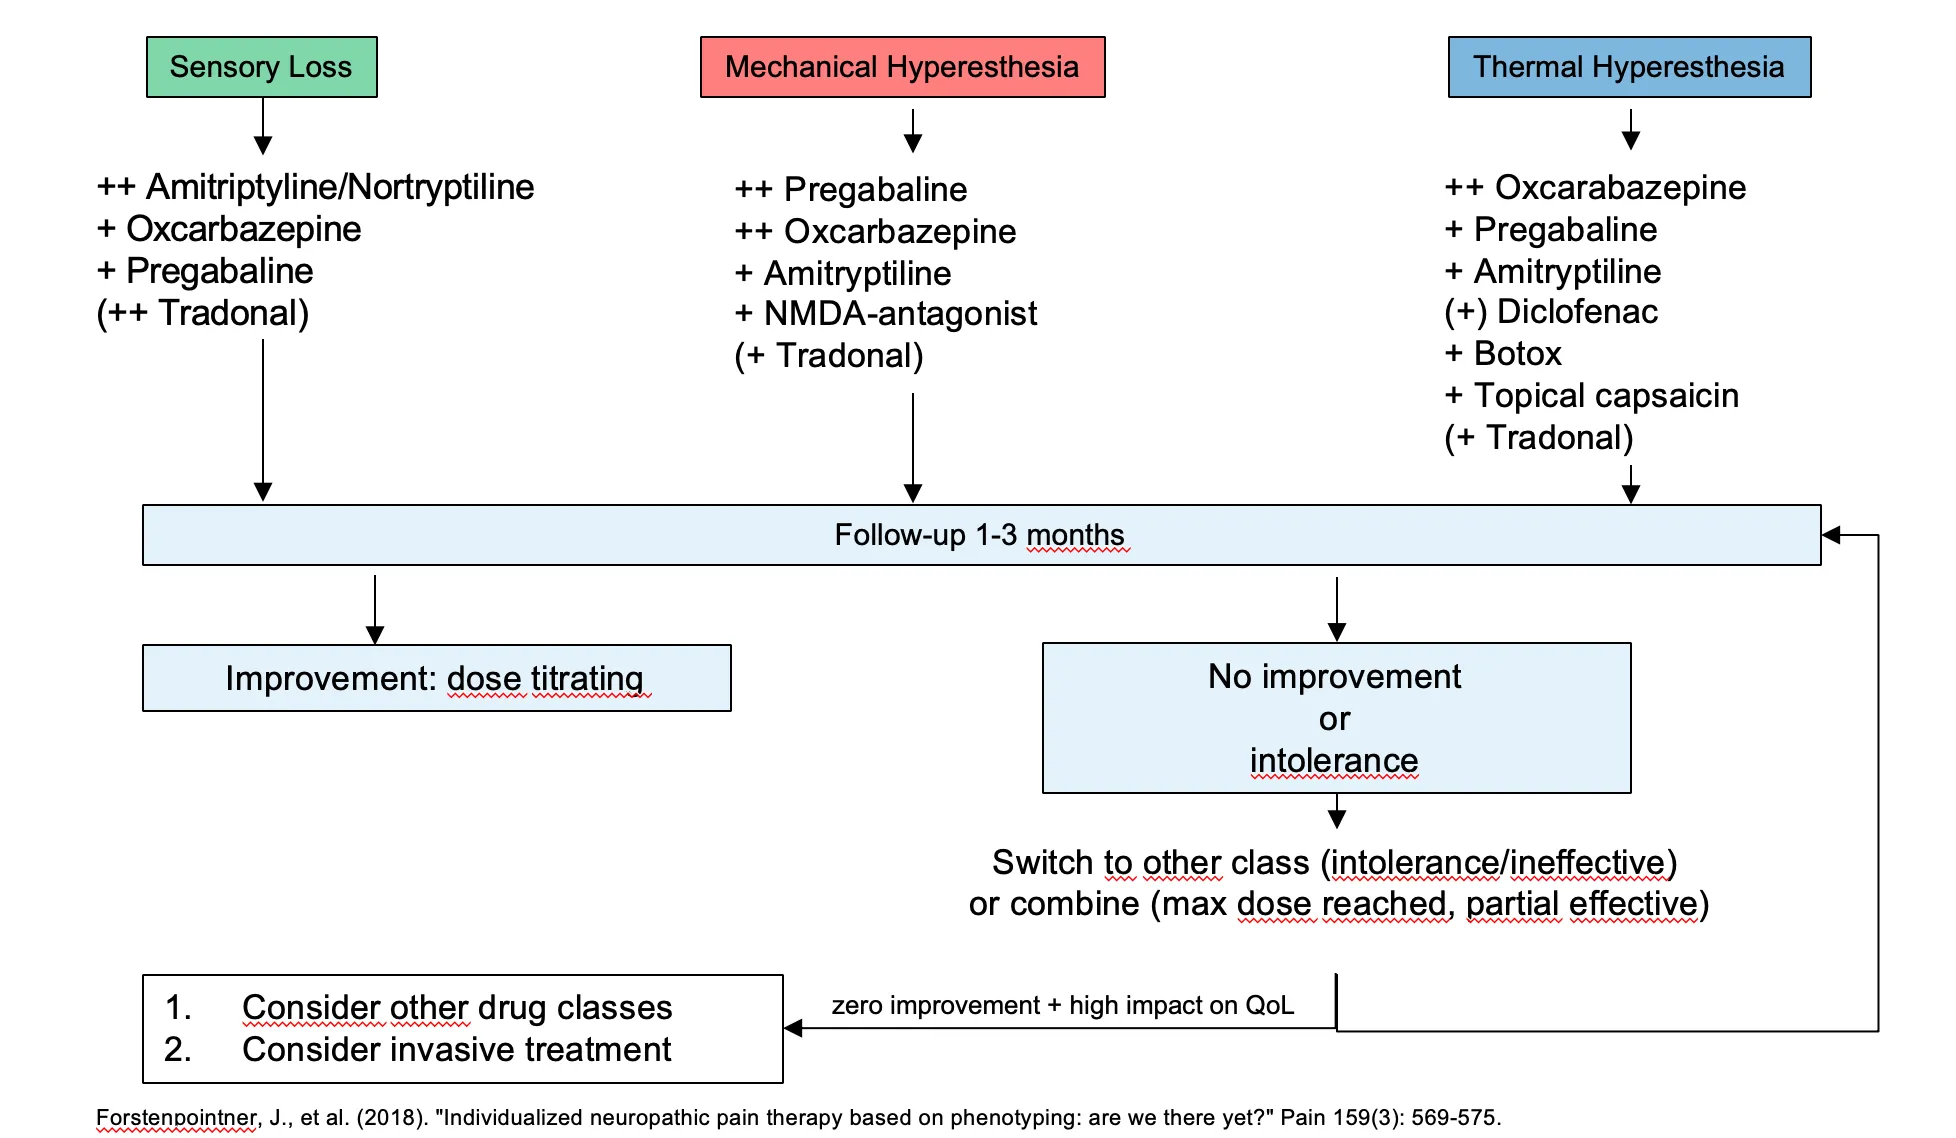 Sensory Loss
Mechanical Hyperesthesia
Thermal Hyperesthesia
++ Amitriptyline/Nortryptiline
+ Oxcarbazepine
+ Pregabaline
(++ Tradonal)
++ Pregabaline
++ Oxcarbazepine
+ Amitryptiline
+ NMDA-antagonist
(+ Tradonal)
++ Oxcarabazepine
+ Pregabaline
+ Amitryptiline
(+) Diclofenac
+ Botox
+ Topical capsaicin
(+ Tradonal)
Follow-up 1-3 months
Improvement: dose titrating
No improvement
or
intolerance
Switch to other class (intolerance/ineffective)
or combine (max dose reached, partial effective)
zero improvement + high impact on QoL
1. Consider other drug classes
2. Consider invasive treatment
Forstenpointner, J., et al. (2018). "Individualized neuropathic pain therapy based on phenotyping: are we there yet?" Pain 159(3): 569-575.